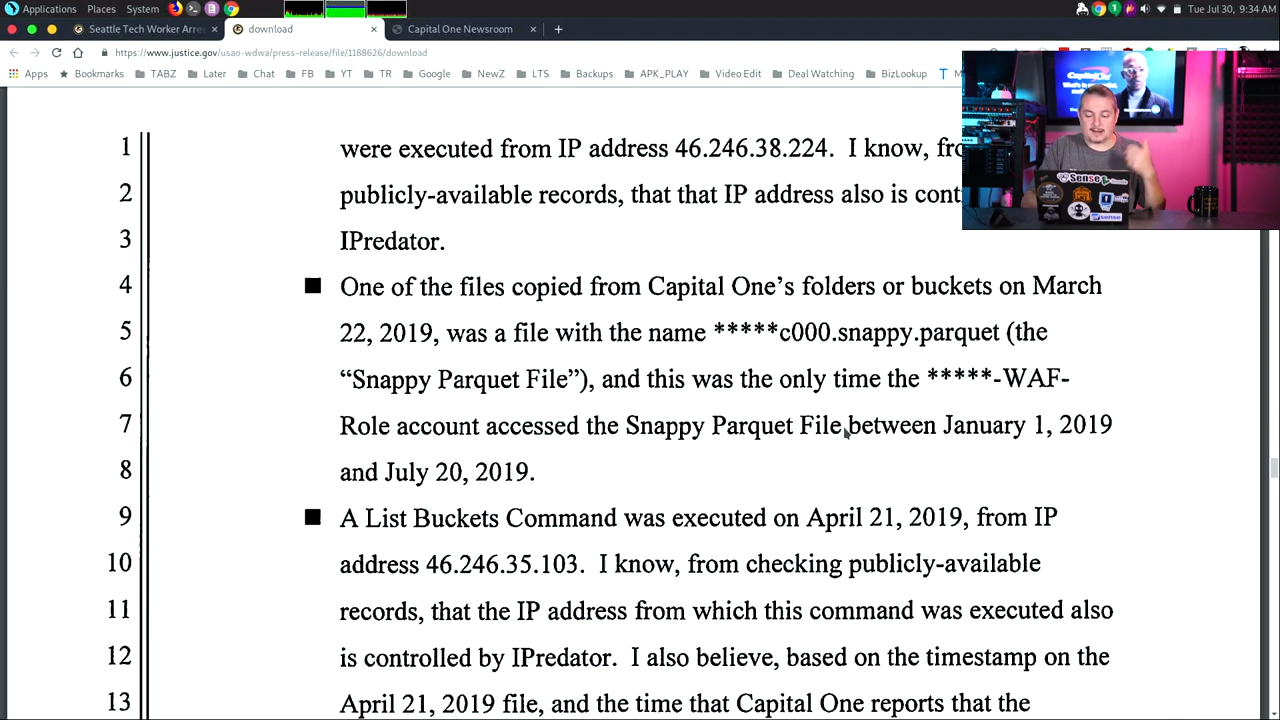 Applications Places System Tue Jul 30, 9:34 AM
Seattle Tech Worker Arre download Capital One Newsroom
https://www.justice.gov/usao-wdwa/press-release/file/1188626/download
Apps Bookmarks TABZ Later Chat FB YT TR Google NewZ LTS Backups APK_PLAY Video Edit Deal Watching BizLookup
1 were executed from IP address 46.246.38.224. I know,
2 publicly-available records, that that IP address also is
3 IPredator.
4 ■ One of the files copied from Capital One's folders or buckets on March
5 22, 2019, was a file with the name *****c000.snappy.parquet (the
6 “Snappy Parquet File”), and this was the only time the *****-WAF-
7 Role account accessed the Snappy Parquet File between January 1, 2019
8 and July 20, 2019.
9 ■ A List Buckets Command was executed on April 21, 2019, from IP
10 address 46.246.35.103. I know, from checking publicly-available
11 records, that the IP address from which this command was executed also
12 is controlled by IPredator. I also believe, based on the timestamp on the
13 April 21, 2019 file, and the time that Capital One reports that the